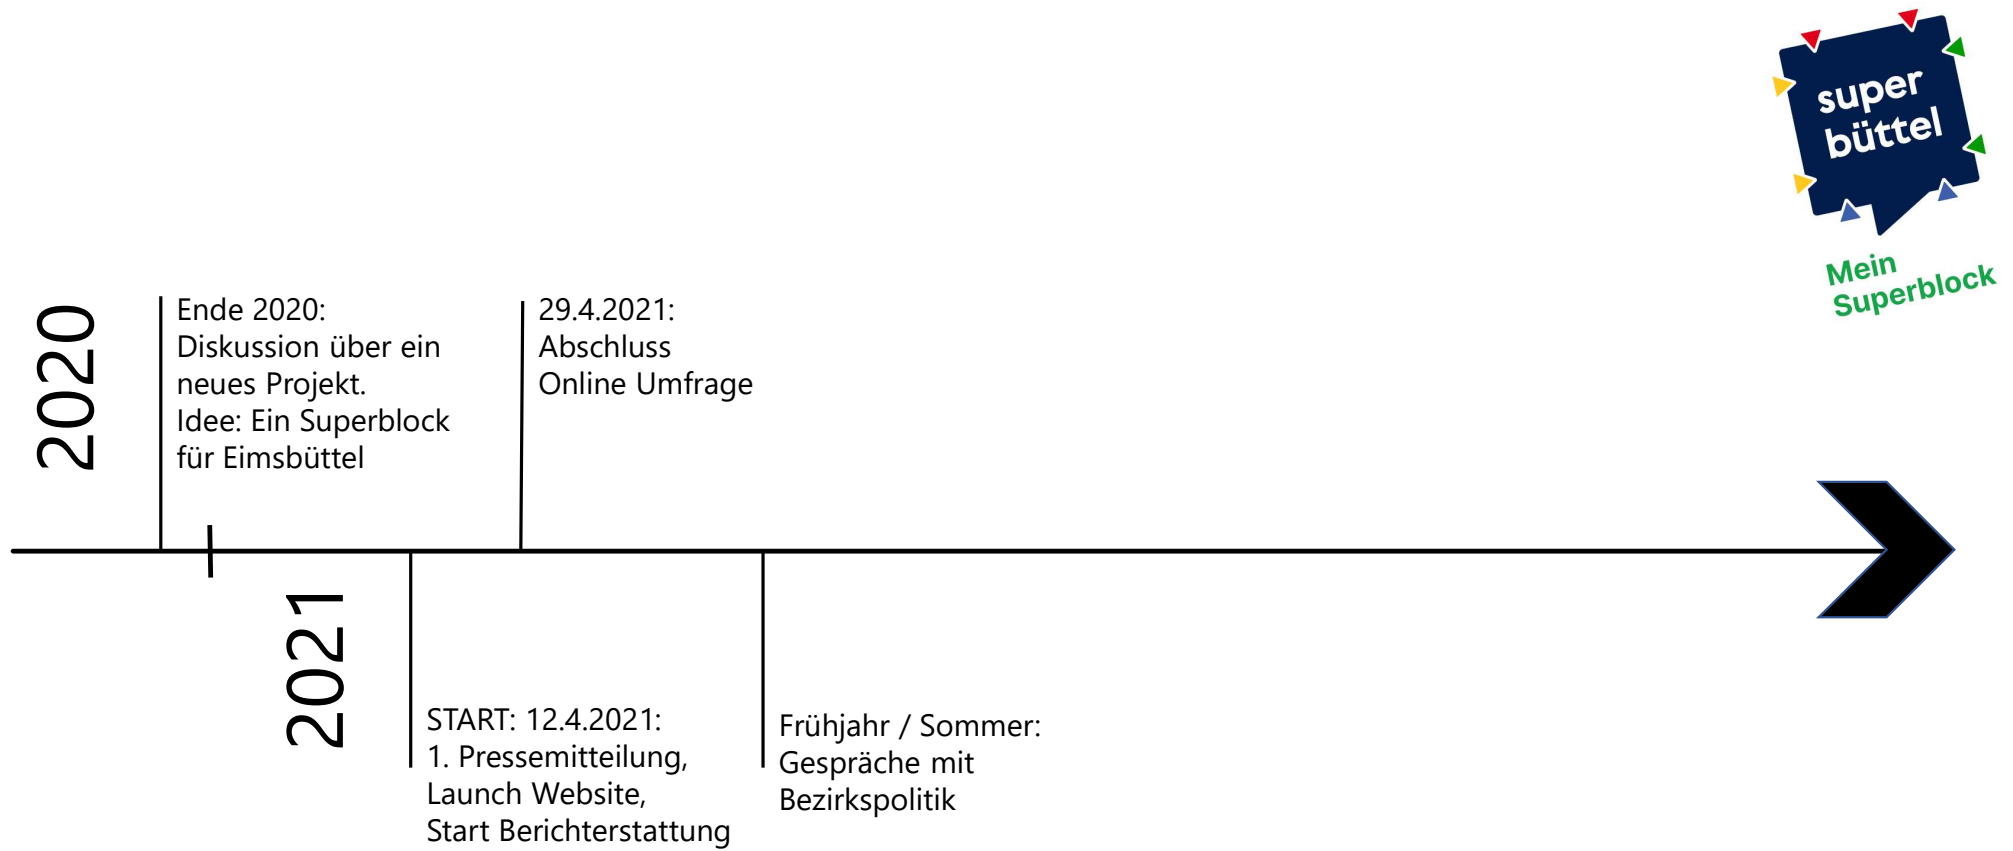 super
büttel
Mein
Superblock
2020
Ende 2020:
Diskussion über ein
neues Projekt.
Idee: Ein Superblock
für Eimsbüttel
29.4.2021:
Abschluss
Online Umfrage
2021
START: 12.4.2021:
1. Pressemitteilung,
Launch Website,
Start Berichterstattung
Frühjahr / Sommer:
Gespräche mit
Bezirkspolitik